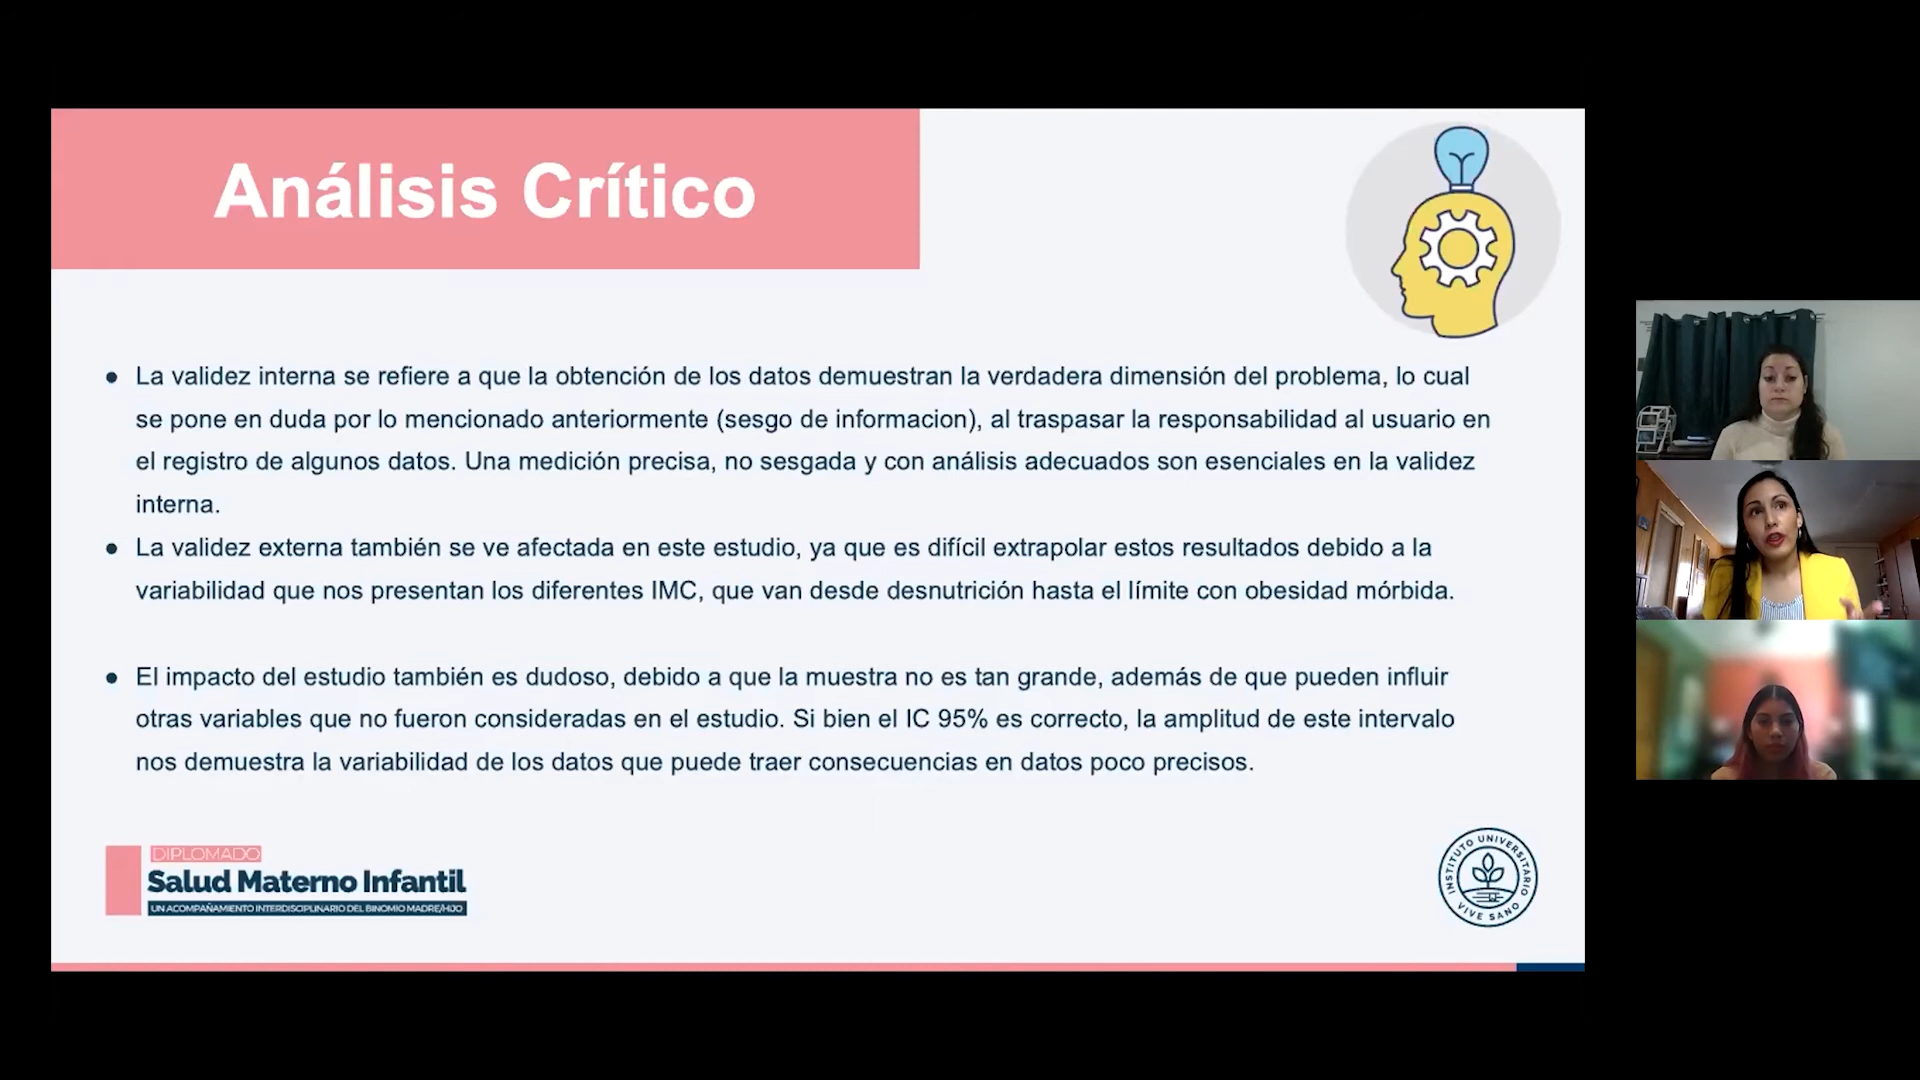 Análisis Crítico
● La validez interna se refiere a que la obtención de los datos demuestran la verdadera dimensión del problema, lo cual
se pone en duda por lo mencionado anteriormente (sesgo de informacion), al traspasar la responsabilidad al usuario en
el registro de algunos datos. Una medición precisa, no sesgada y con análisis adecuados son esenciales en la validez
interna.
● La validez externa también se ve afectada en este estudio, ya que es difícil extrapolar estos resultados debido a la
variabilidad que nos presentan los diferentes IMC, que van desde desnutrición hasta el límite con obesidad mórbida.
● El impacto del estudio también es dudoso, debido a que la muestra no es tan grande, además de que pueden influir
otras variables que no fueron consideradas en el estudio. Si bien el IC 95% es correcto, la amplitud de este intervalo
nos demuestra la variabilidad de los datos que puede traer consecuencias en datos poco precisos.
DIPLOMADO
Salud Materno Infantil
UN ACOMPAÑAMIENTO INTERDISCIPLINARIO DEL BINOMIO MADRE/HIJO
INSTITUTO UNIVERSITARIO
VIVE SANO